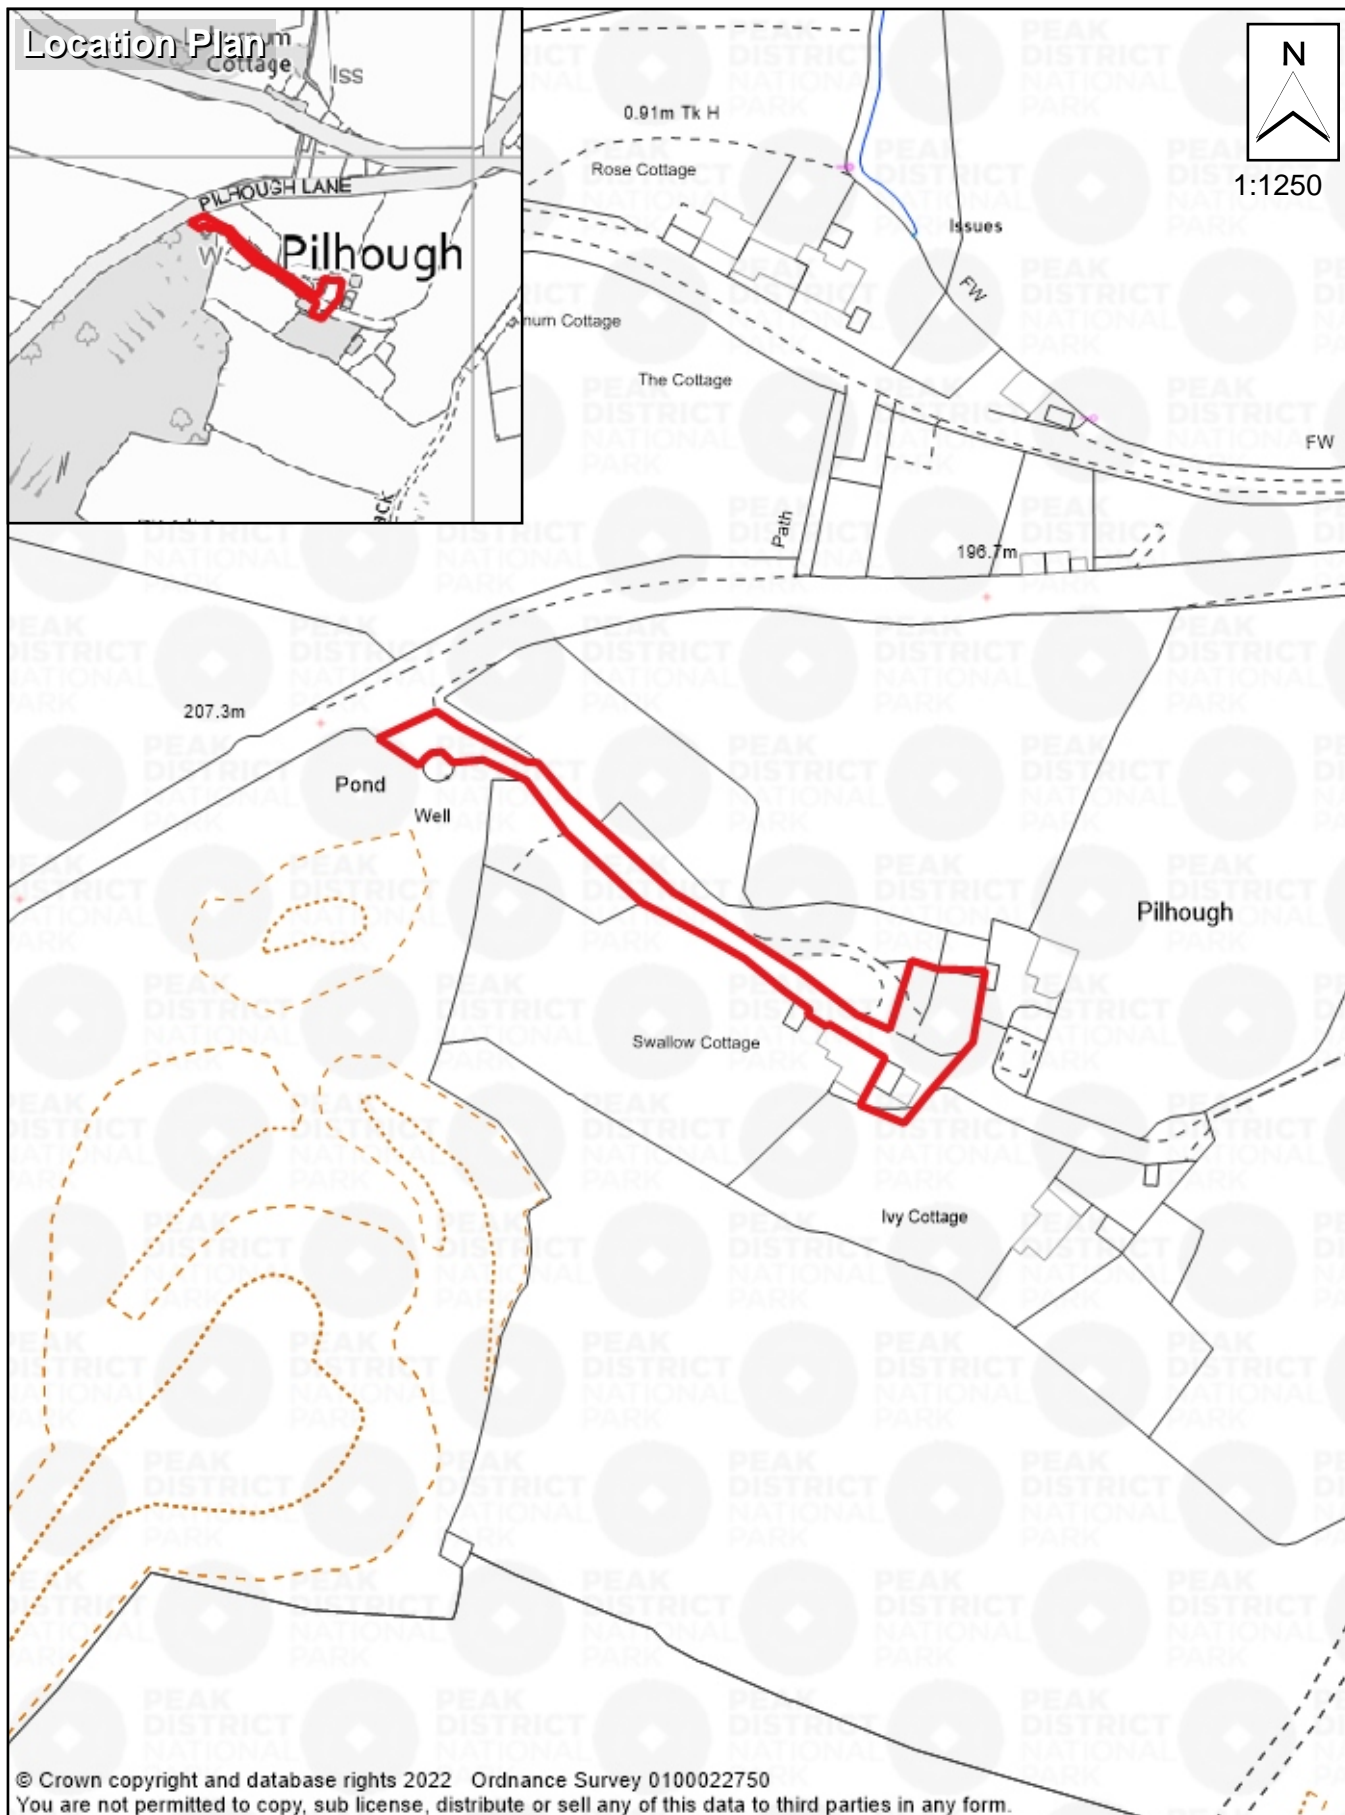 Location Plan
Laburnum
Cottage
Iss
PILHOUGH LANE
W
Pilhough
N
1:1250
0.91m Tk H
Rose Cottage
Issues
FW
num Cottage
The Cottage
FW
Path
196.7m
207.3m
Pond
Well
Pilhough
Swallow Cottage
Ivy Cottage
PEAK
DISTRICT
NATIONAL
PARK
© Crown copyright and database rights 2022 Ordnance Survey 0100022750
You are not permitted to copy, sub license, distribute or sell any of this data to third parties in any form.